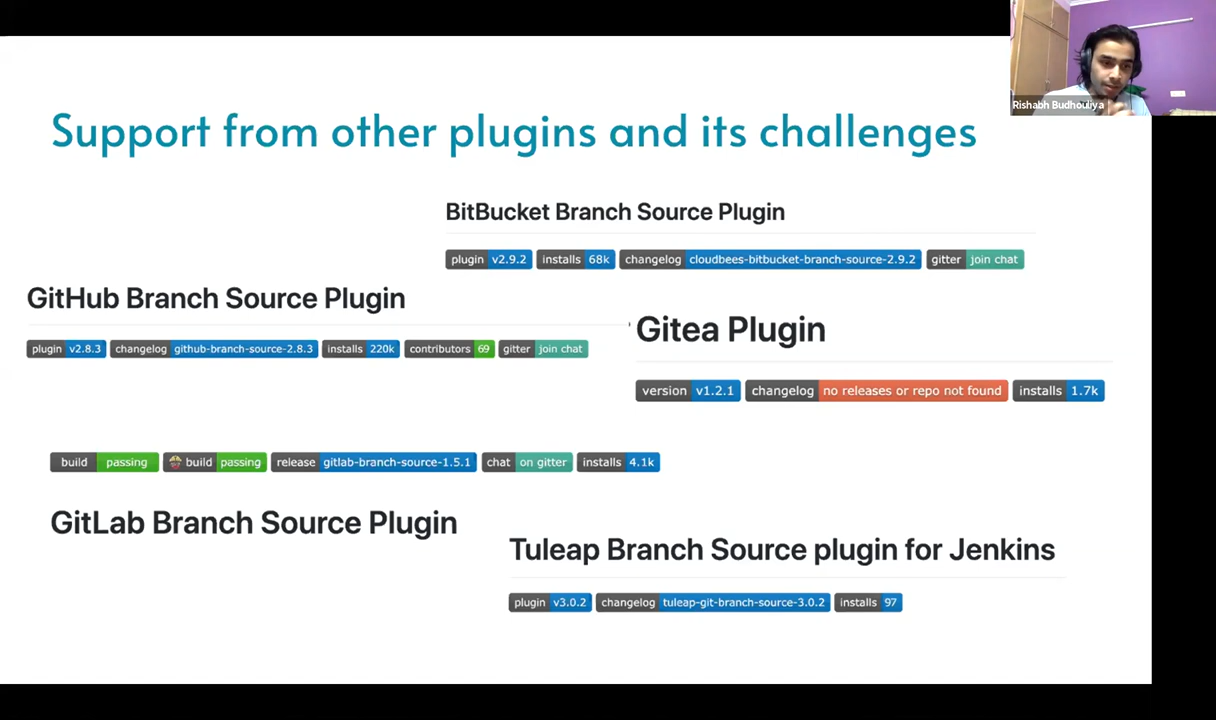 Rishabh Budhouliya
Support from other plugins and its challenges
BitBucket Branch Source Plugin
plugin v2.9.2 installs 68k changelog cloudbees-bitbucket-branch-source-2.9.2 gitter join chat
GitHub Branch Source Plugin
plugin v2.8.3 changelog github-branch-source-2.8.3 installs 220k contributors 69 gitter join chat
Gitea Plugin
version v1.2.1 changelog no releases or repo not found installs 1.7k
build passing build passing release gitlab-branch-source-1.5.1 chat on gitter installs 4.1k
GitLab Branch Source Plugin
Tuleap Branch Source plugin for Jenkins
plugin v3.0.2 changelog tuleap-git-branch-source-3.0.2 installs 97